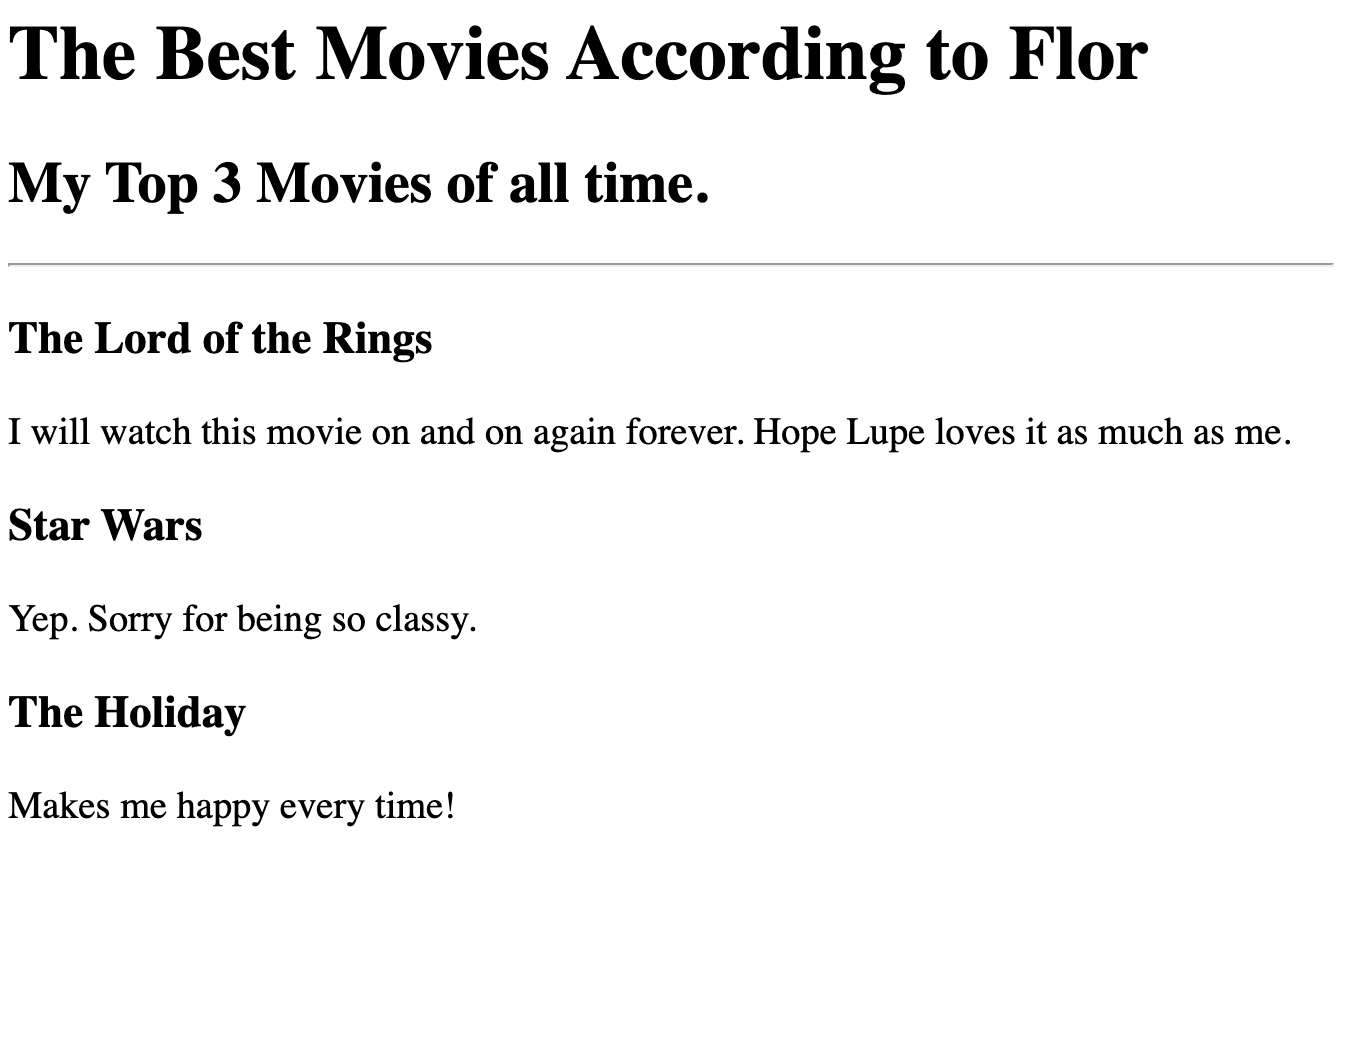 The Best Movies According to Flor
My Top 3 Movies of all time.
The Lord of the Rings
I will watch this movie on and on again forever. Hope Lupe loves it as much as me.
Star Wars
Yep. Sorry for being so classy.
The Holiday
Makes me happy every time!